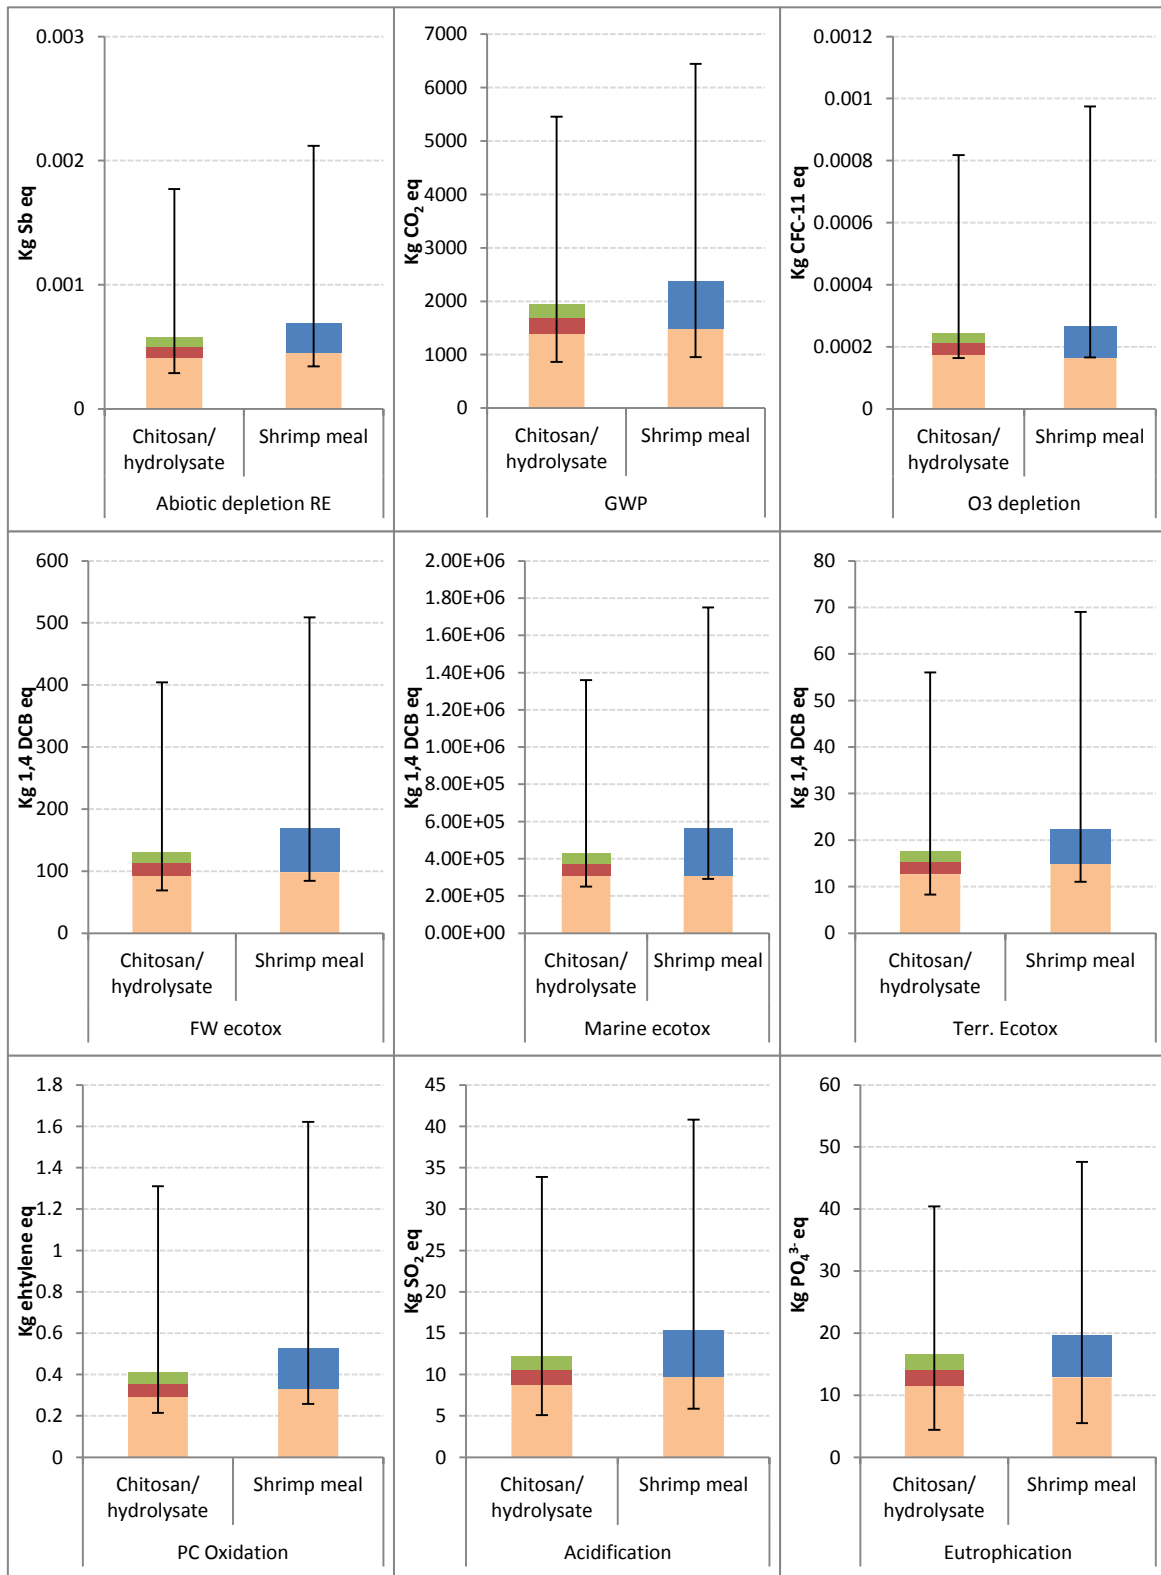 0.003
0.002
0.001
0
Kg Sb eq
Chitosan/
hydrolysate
Shrimp meal
Abiotic depletion RE
7000
6000
5000
4000
3000
2000
1000
0
Kg CO₂ eq
Chitosan/
hydrolysate
Shrimp meal
GWP
0.0012
0.001
0.0008
0.0006
0.0004
0.0002
0
Kg CFC-11 eq
Chitosan/
hydrolysate
Shrimp meal
O3 depletion
600
500
400
300
200
100
0
Kg 1,4 DCB eq
Chitosan/
hydrolysate
Shrimp meal
FW ecotox
2.00E+06
1.80E+06
1.60E+06
1.40E+06
1.20E+06
1.00E+06
8.00E+05
6.00E+05
4.00E+05
2.00E+05
0.00E+00
Kg 1,4 DCB eq
Chitosan/
hydrolysate
Shrimp meal
Marine ecotox
80
70
60
50
40
30
20
10
0
Kg 1,4 DCB eq
Chitosan/
hydrolysate
Shrimp meal
Terr. Ecotox
1.8
1.6
1.4
1.2
1
0.8
0.6
0.4
0.2
0
Kg ehtylene eq
Chitosan/
hydrolysate
Shrimp meal
PC Oxidation
45
40
35
30
25
20
15
10
5
0
Kg SO₂ eq
Chitosan/
hydrolysate
Shrimp meal
Acidification
60
50
40
30
20
10
0
Kg PO₄³⁻ eq
Chitosan/
hydrolysate
Shrimp meal
Eutrophication